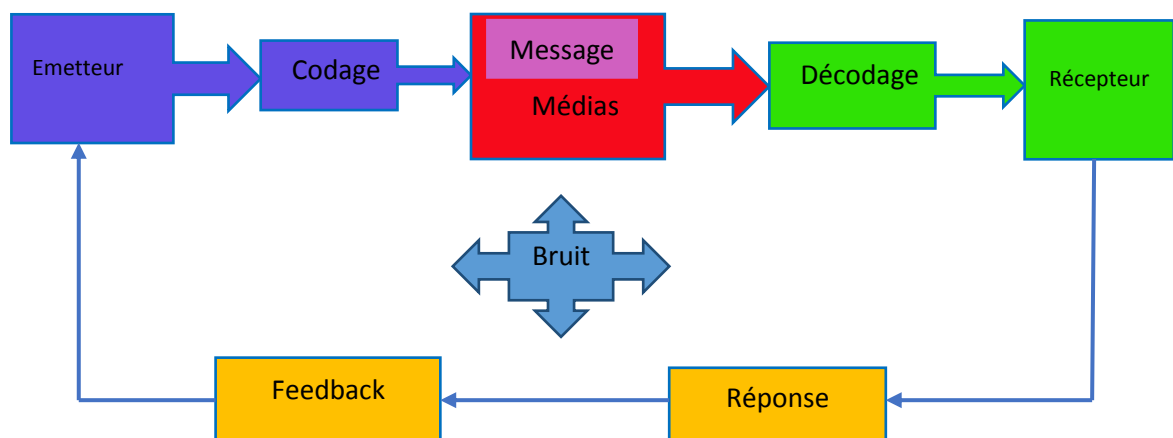 Emetteur
Codage
Message
Médias
Décodage
Récepteur
Bruit
Feedback
Réponse